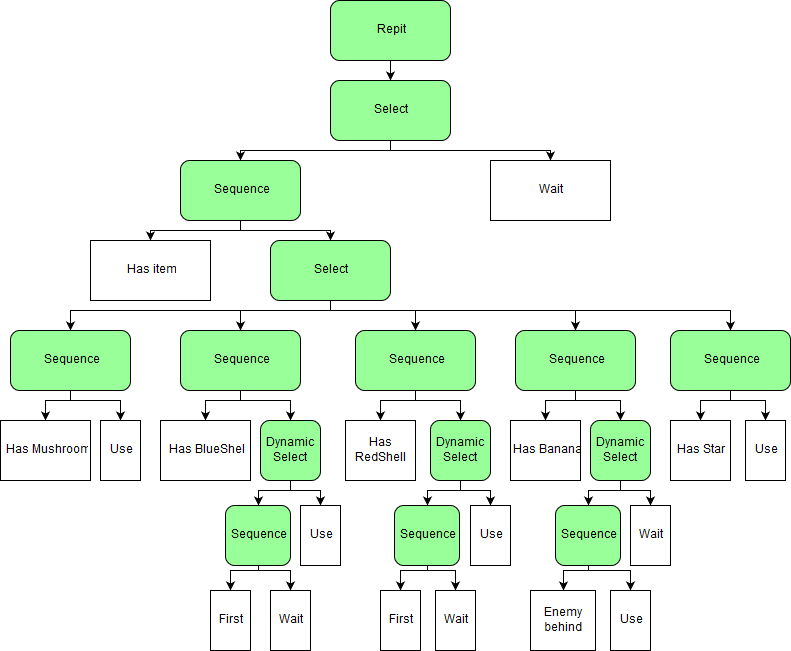 Repit
Select
Sequence
Wait
Has item
Select
Sequence
Sequence
Sequence
Sequence
Sequence
Has Mushroom
Use
Has BlueShel
Dynamic
Select
Has
RedShell
Dynamic
Select
Has Banana
Dynamic
Select
Has Star
Use
Sequence
Use
Sequence
Use
Sequence
Wait
First
Wait
First
Wait
Enemy
behind
Use